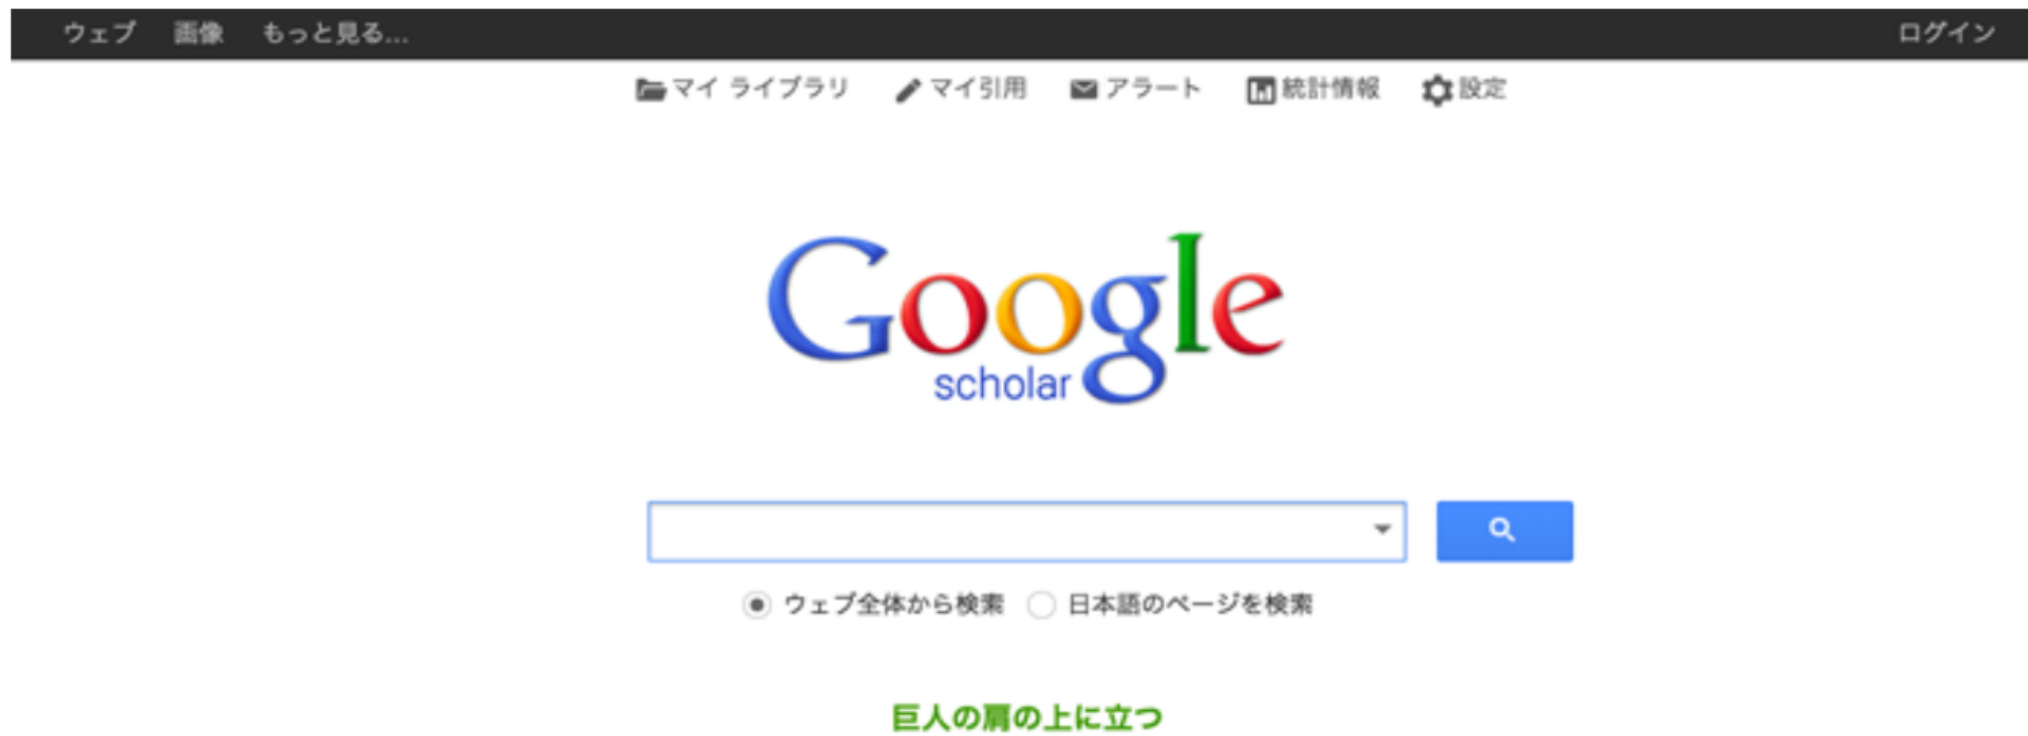 ウェブ 画像 もっと見る... ログイン
マイ ライブラリ マイ引用 アラート 統計情報 設定
Google
scholar
ウェブ全体から検索 日本語のページを検索
巨人の肩の上に立つ